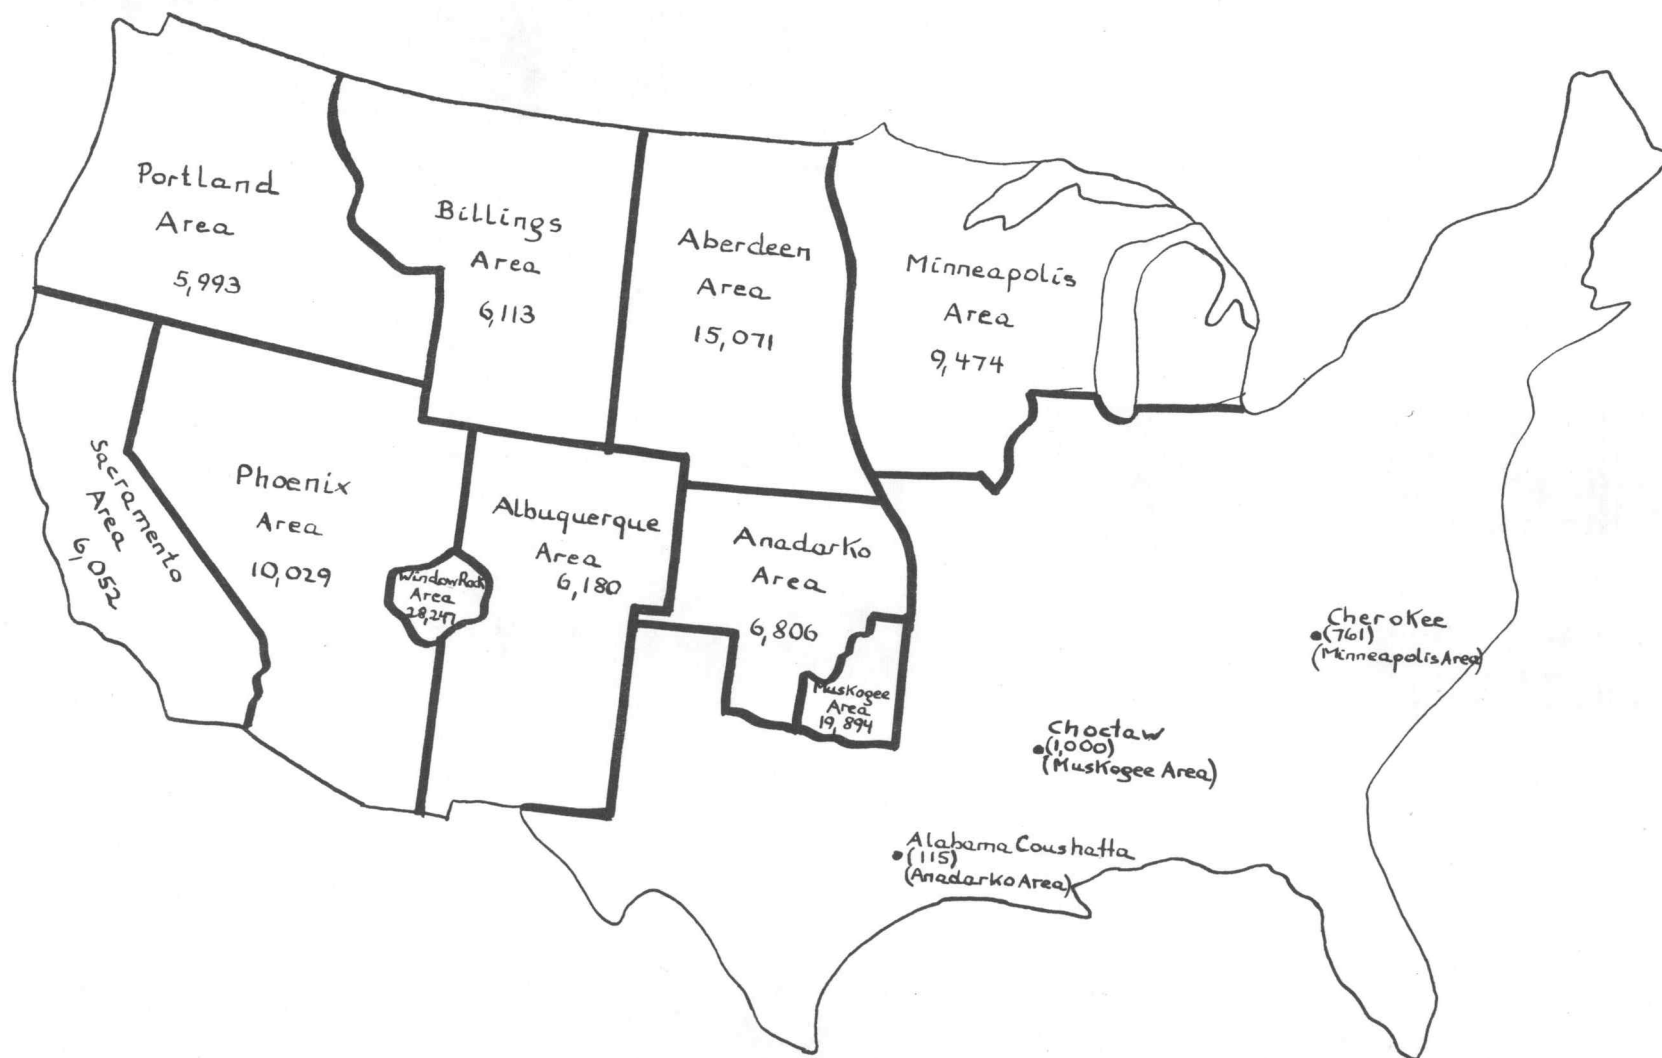 Portland
Area
5,993
Billings
Area
6,113
Aberdeen
Area
15,071
Minneapolis
Area
9,474
Sacramento
Area
6,052
Phoenix
Area
10,029
Window Rock
Area
28,247
Albuquerque
Area
6,180
Anadarko
Area
6,806
Muskogee
Area
19,894
Cherokee
(761)
(Minneapolis Area)
Choctaw
(1,000)
(Muskogee Area)
Alabama Coushatta
(115)
(Anadarko Area)